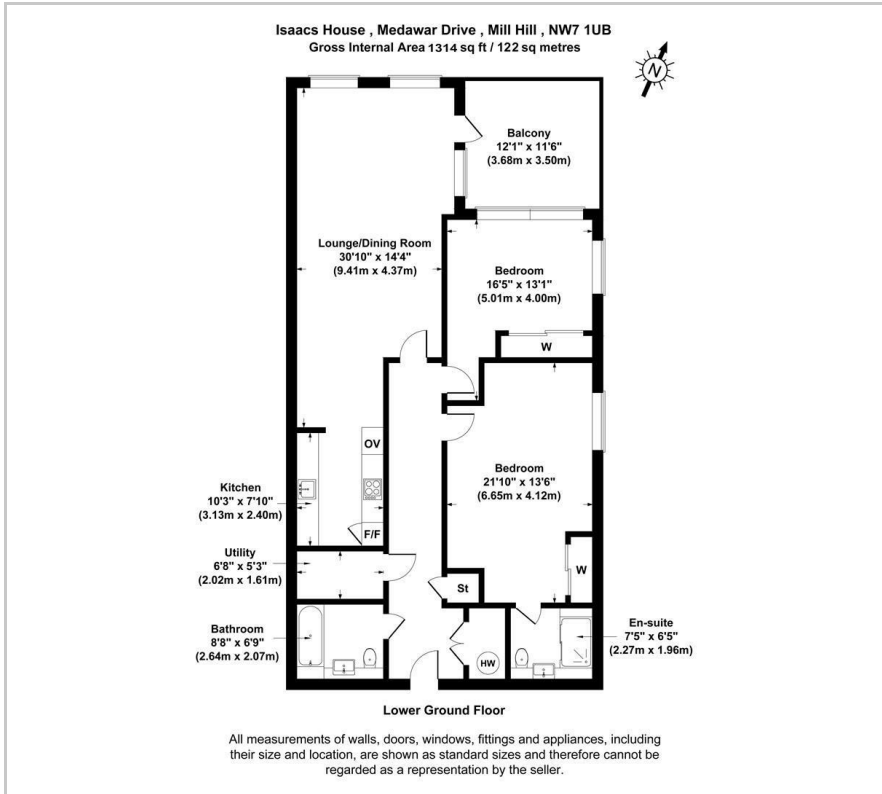 Isaacs House , Medawar Drive , Mill Hill , NW7 1UB
Gross Internal Area 1314 sq ft / 122 sq metres
N
Balcony
12'1" x 11'6"
(3.68m x 3.50m)
Lounge/Dining Room
30'10" x 14'4"
(9.41m x 4.37m)
Bedroom
16'5" x 13'1"
(5.01m x 4.00m)
W
OV
Bedroom
21'10" x 13'6"
(6.65m x 4.12m)
Kitchen
10'3" x 7'10"
(3.13m x 2.40m)
F/F
Utility
6'8" x 5'3"
(2.02m x 1.61m)
W
St
Bathroom
8'8" x 6'9"
(2.64m x 2.07m)
En-suite
7'5" x 6'5"
(2.27m x 1.96m)
HW
Lower Ground Floor
All measurements of walls, doors, windows, fittings and appliances, including
their size and location, are shown as standard sizes and therefore cannot be
regarded as a representation by the seller.